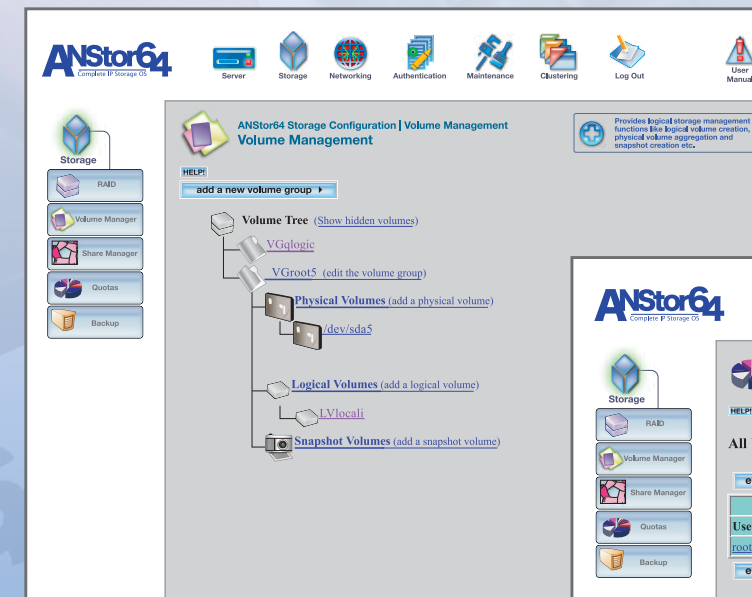 ANStor64
Complete IP Storage OS
Server
Storage
Networking
Authentication
Maintenance
Clustering
Log Out
User
Manual
Storage
RAID
Volume Manager
Share Manager
Quotas
Backup
ANStor64 Storage Configuration | Volume Management
Volume Management
Provides logical storage management
functions like logical volume creation,
physical volume aggregation and
snapshot creation etc.
HELP!
add a new volume group
Volume Tree (Show hidden volumes)
VGqlogic
VGroot5 (edit the volume group)
Physical Volumes (add a physical volume)
/dev/sda5
Logical Volumes (add a logical volume)
LVlocali
Snapshot Volumes (add a snapshot volume)
ANStor64
Complete IP Storage OS
Storage
RAID
Volume Manager
Share Manager
Quotas
Backup
HELP!
All
e
Use
root
e